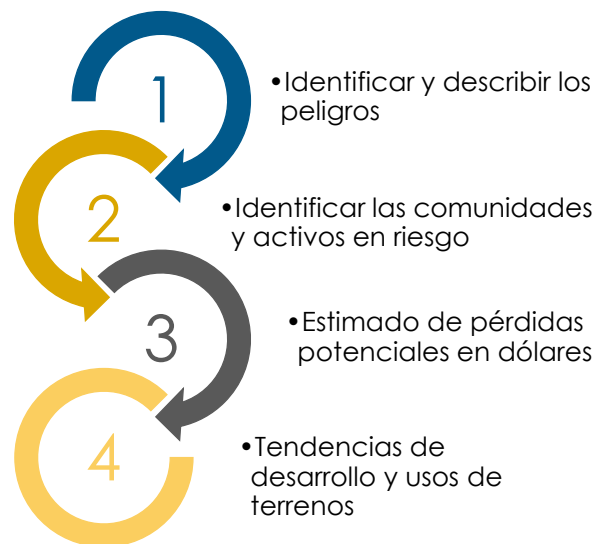 1
•Identificar y describir los
peligros
2
•Identificar las comunidades
y activos en riesgo
3
•Estimado de pérdidas
potenciales en dólares
4
•Tendencias de
desarrollo y usos de
terrenos